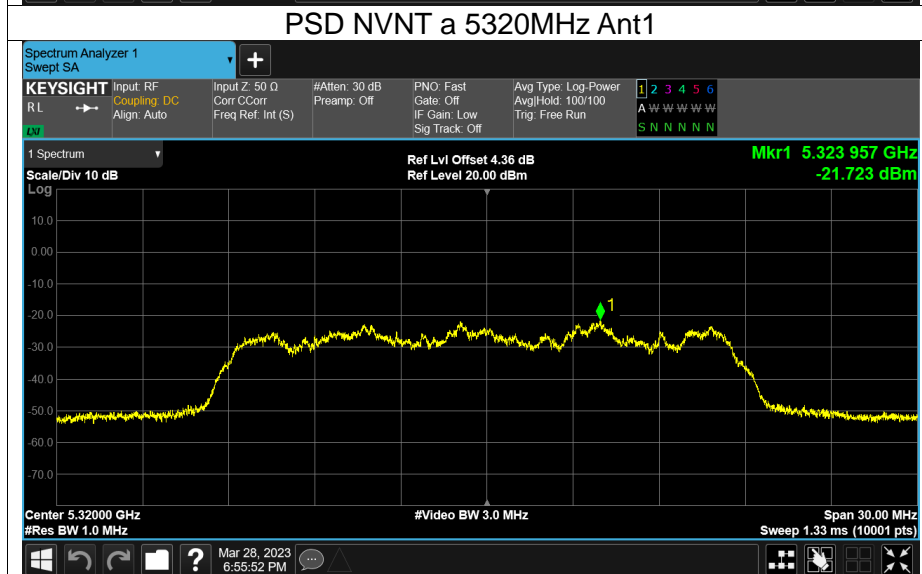 PSD NVNT a 5320MHz Ant1
Spectrum Analyzer 1
Swept SA
+
KEYSIGHT
R L
LXI
Input: RF
Coupling: DC
Align: Auto
Input Z: 50 Ω
Corr CCorr
Freq Ref: Int (S)
#Atten: 30 dB
Preamp: Off
PNO: Fast
Gate: Off
IF Gain: Low
Sig Track: Off
Avg Type: Log-Power
Avg|Hold: 100/100
Trig: Free Run
1 2 3 4 5 6
A W W W W W
S N N N N N
1 Spectrum
Scale/Div 10 dB
Log
Ref Lvl Offset 4.36 dB
Ref Level 20.00 dBm
Mkr1 5.323 957 GHz
-21.723 dBm
10.0
0.00
-10.0
-20.0
1
-30.0
-40.0
-50.0
-60.0
-70.0
Center 5.32000 GHz
#Res BW 1.0 MHz
#Video BW 3.0 MHz
Span 30.00 MHz
Sweep 1.33 ms (10001 pts)
?
Mar 28, 2023
6:55:52 PM